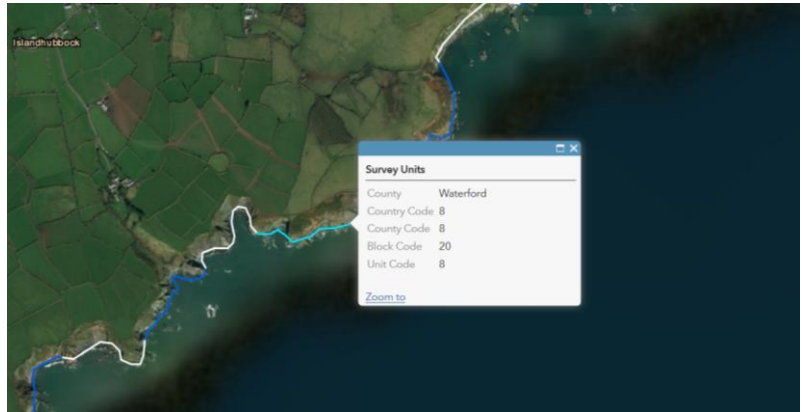 Islandhubbock
Survey Units
County Waterford
Country Code 8
County Code 8
Block Code 20
Unit Code 8
Zoom to